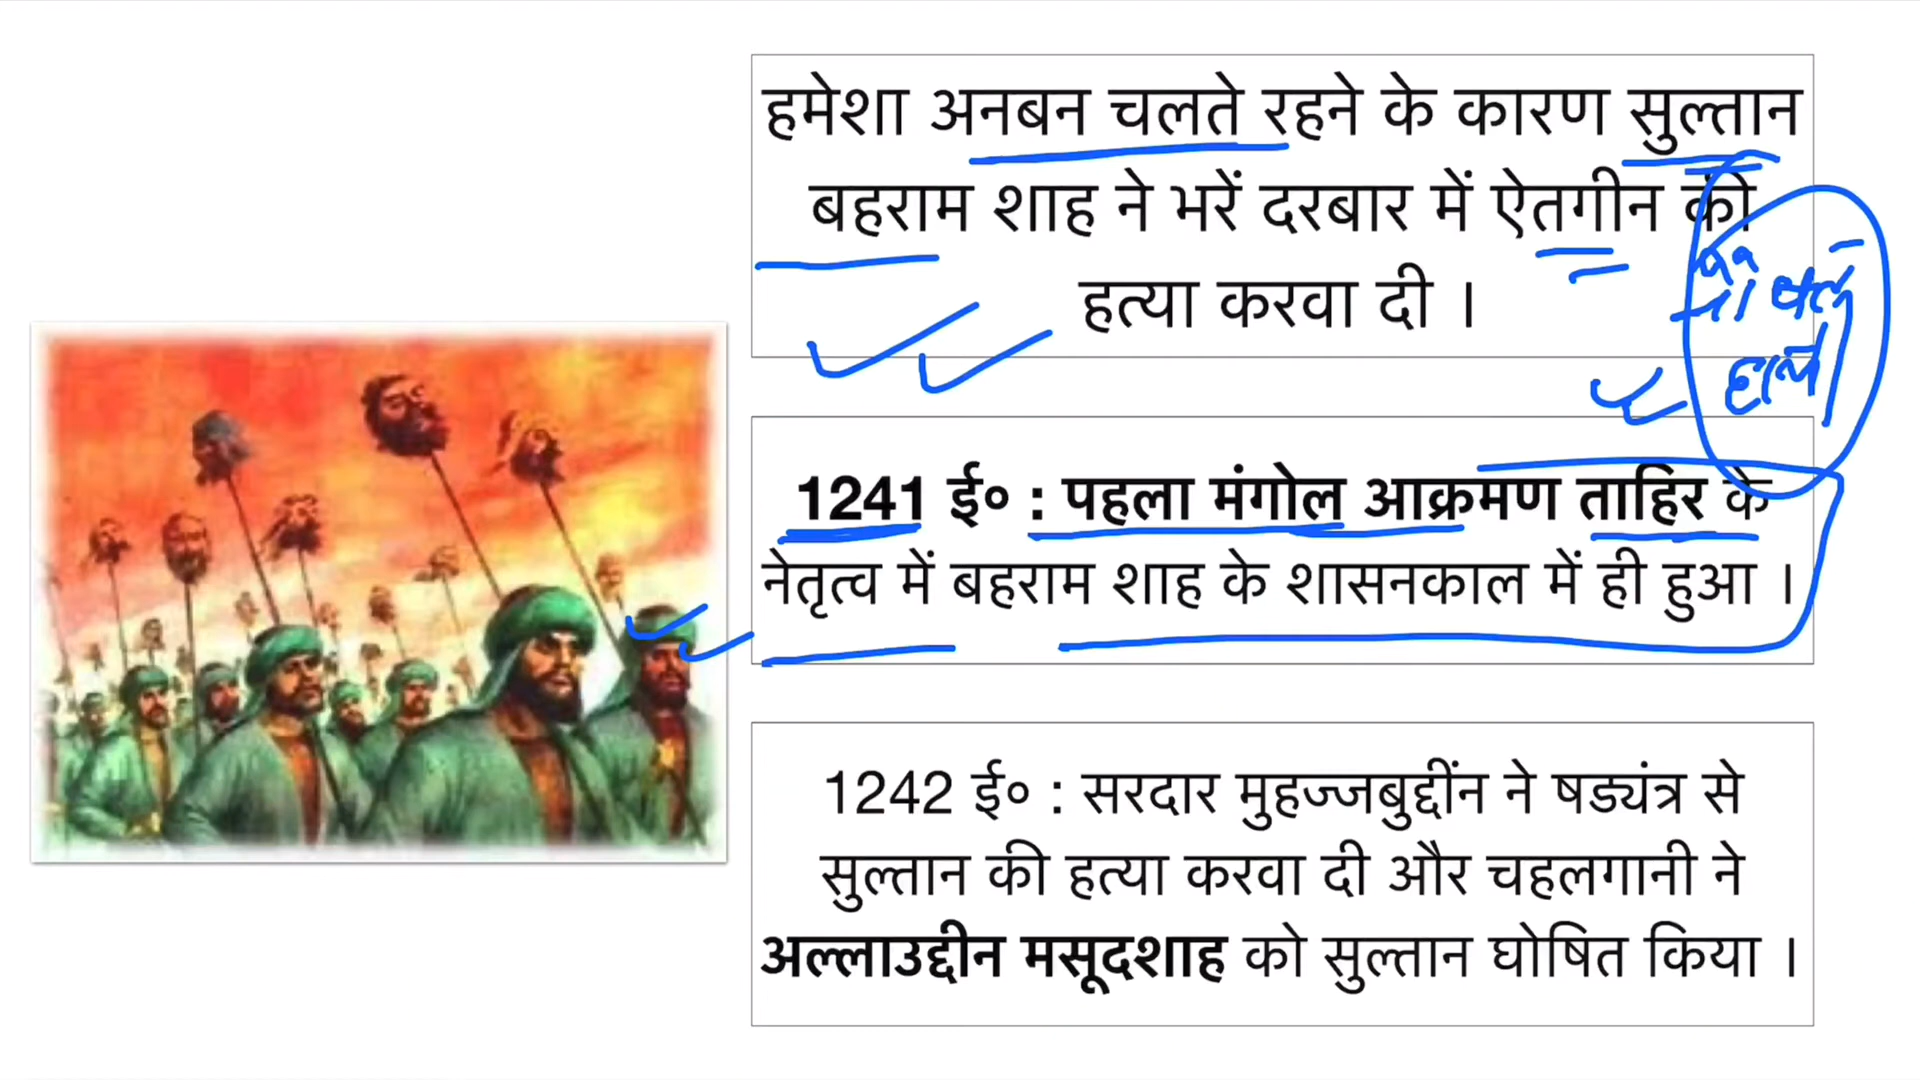 हमेशा अनबन चलते रहने के कारण सुल्तान
बहराम शाह ने भरें दरबार में ऐतगीन की
हत्या करवा दी ।
1241 ई० : पहला मंगोल आक्रमण ताहिर के
नेतृत्व में बहराम शाह के शासनकाल में ही हुआ ।
1242 ई० : सरदार मुहज्जबुद्दींन ने षड्यंत्र से
सुल्तान की हत्या करवा दी और चहलगानी ने
अल्लाउद्दीन मसूदशाह को सुल्तान घोषित किया ।